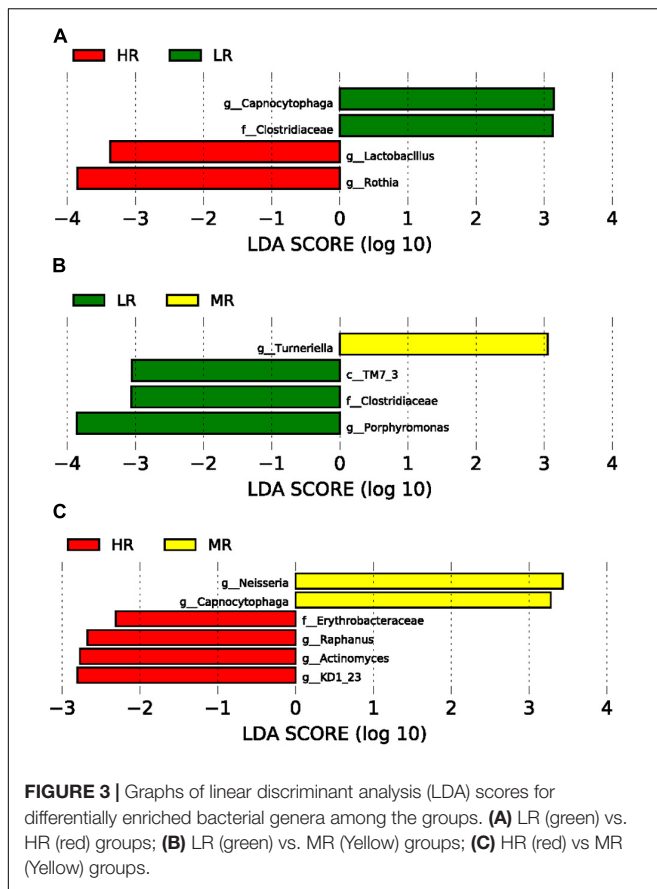 A
HR LR
g__Capnocytophaga
f__Clostridiaceae
g__Lactobacillus
g__Rothia
−4 −3 −2 −1 0 1 2 3 4
LDA SCORE (log 10)
B
LR MR
g__Turneriella
c__TM7_3
f__Clostridiaceae
g__Porphyromonas
−4 −3 −2 −1 0 1 2 3 4
LDA SCORE (log 10)
C
HR MR
g__Neisseria
g__Capnocytophaga
f__Erythrobacteraceae
g__Raphanus
g__Actinomyces
g__KD1_23
−3 −2 −1 0 1 2 3 4
LDA SCORE (log 10)
FIGURE 3 | Graphs of linear discriminant analysis (LDA) scores for
differentially enriched bacterial genera among the groups. (A) LR (green) vs.
HR (red) groups; (B) LR (green) vs. MR (Yellow) groups; (C) HR (red) vs MR
(Yellow) groups.